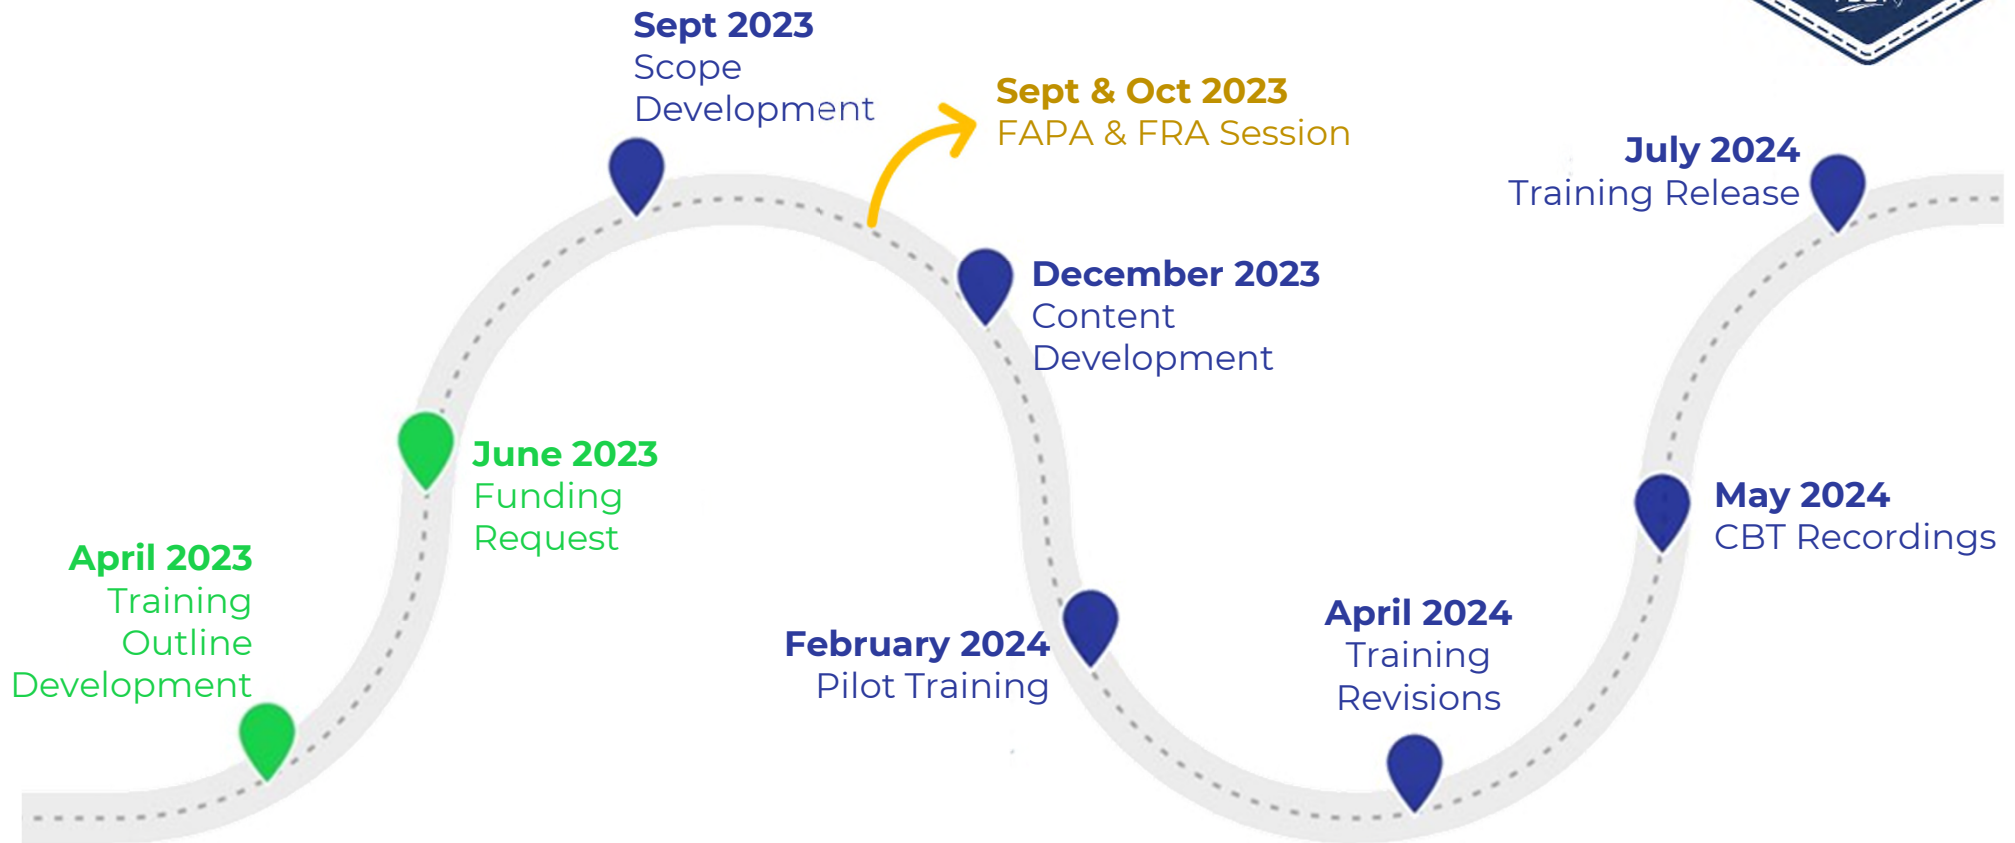 Sept 2023
Scope
Development
Sept & Oct 2023
FAPA & FRA Session
July 2024
Training Release
December 2023
Content
Development
June 2023
Funding
Request
May 2024
CBT Recordings
April 2023
Training
Outline
Development
February 2024
Pilot Training
April 2024
Training
Revisions